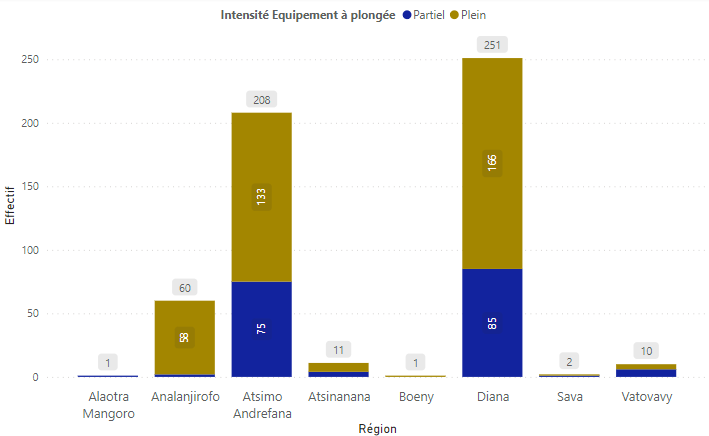 Intensité Equipement à plongée Partiel Plein
250
200
150
100
50
0
Effectif
1
60
58
208
133
75
11
1
251
166
85
2
10
Alaotra
Mangoro
Analanjirofo
Atsimo
Andrefana
Atsinanana
Boeny
Diana
Sava
Vatovavy
Région